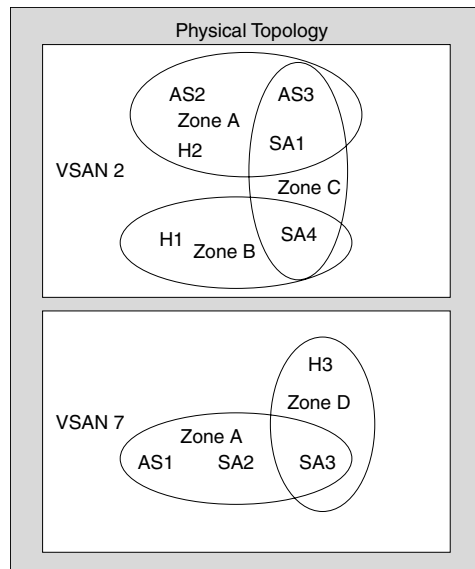 Physical Topology
AS2 AS3
Zone A
H2 SA1
VSAN 2
Zone C
H1 Zone B SA4
H3
Zone D
VSAN 7
Zone A
AS1 SA2 SA3